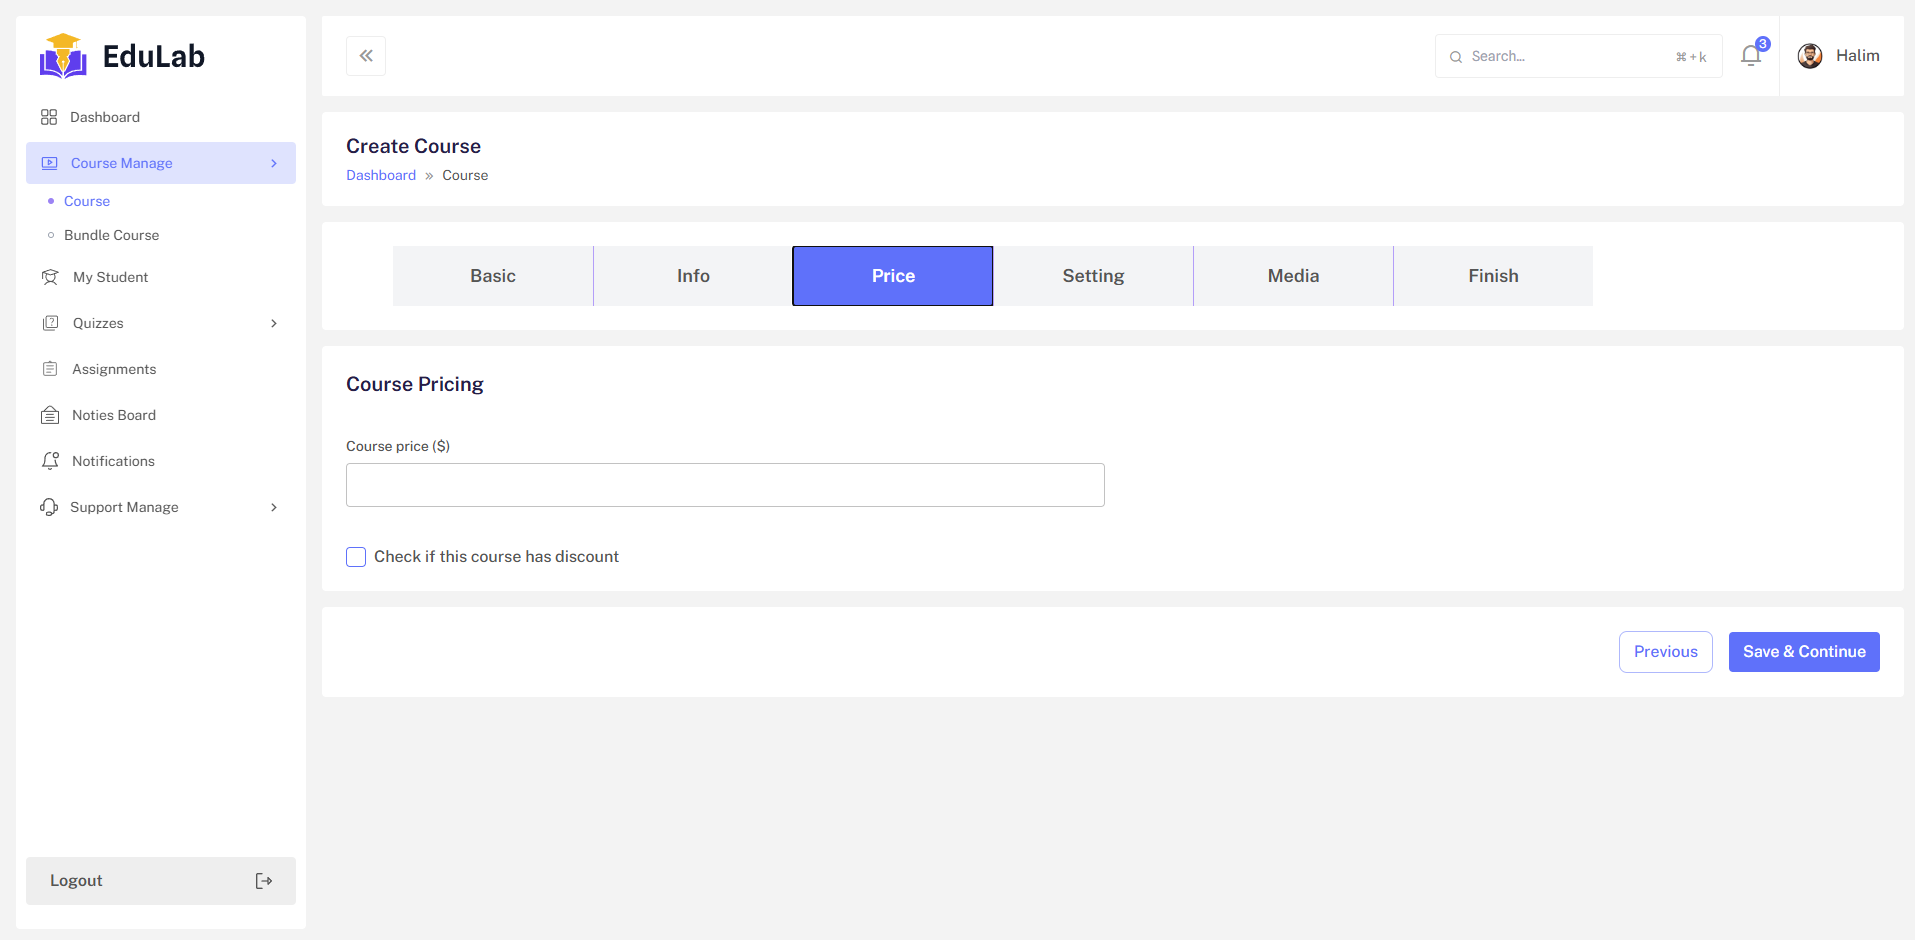 EduLab
Dashboard
Course Manage
Course
Bundle Course
My Student
Quizzes
Assignments
Noties Board
Notifications
Support Manage
Logout
Search...
⌘+k
3
Halim
Create Course
Dashboard » Course
Basic
Info
Price
Setting
Media
Finish
Course Pricing
Course price ($)
Check if this course has discount
Previous
Save & Continue